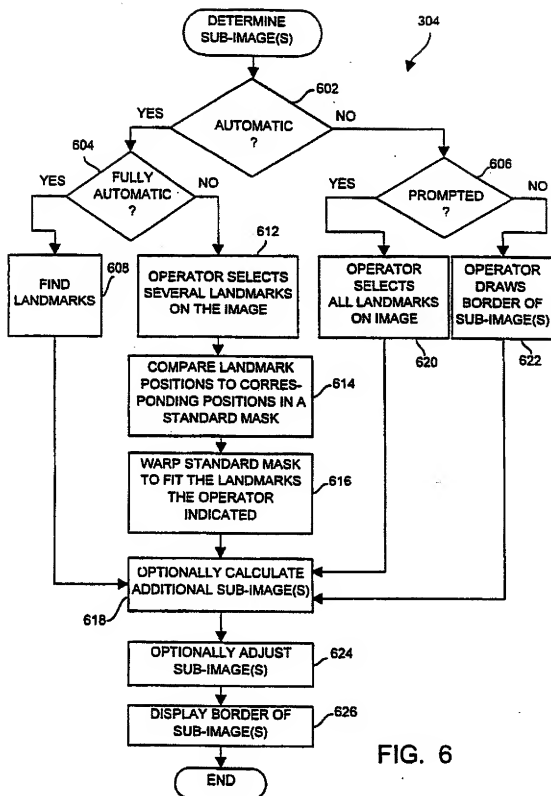 DETERMINE
SUB-IMAGE(S)
304
602
YES
AUTOMATIC
?
NO
604
YES
FULLY
AUTOMATIC
?
NO
606
YES
PROMPTED
?
NO
FIND
LANDMARKS
608
612
OPERATOR SELECTS
SEVERAL LANDMARKS
ON THE IMAGE
OPERATOR
SELECTS
ALL LANDMARKS
ON IMAGE
620
OPERATOR
DRAWS
BORDER OF
SUB-IMAGE(S)
622
COMPARE LANDMARK
POSITIONS TO CORRES-
PONDING POSITIONS IN A
STANDARD MASK
614
WARP STANDARD
MASK TO FIT THE
LANDMARKS THE
OPERATOR
INDICATED
616
OPTIONALLY CALCULATE
ADDITIONAL SUB-IMAGE(S)
618
OPTIONALLY ADJUST
SUB-IMAGE(S)
624
DISPLAY BORDER OF
SUB-IMAGE(S)
626
END
FIG. 6